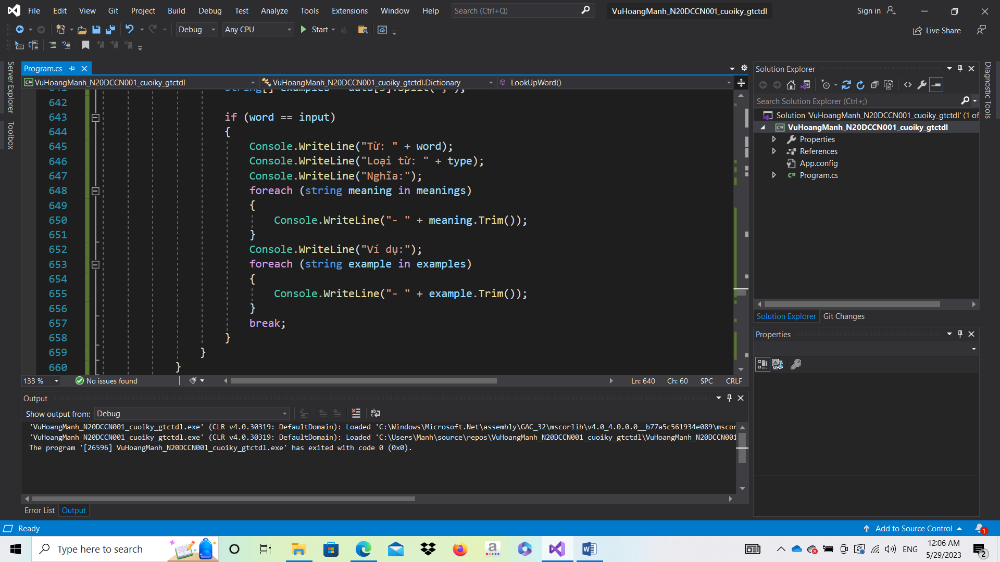 File Edit View Git Project Build Debug Test Analyze Tools Extensions Window Help Search (Ctrl+Q) VuHoangManh_N20DCCN001_cuoiky_gtctdl Sign in
Debug Any CPU Start Live Share
Server Explorer
Toolbox
Program.cs
VuHoangManh_N20DCCN001_cuoiky_gtctdl VuHoangManh_N20DCCN001_cuoiky_gtctdl.Dictionary LookUpWord()
641 string[] examples = data[3].Split(';');
642
643 if (word == input)
644 {
645 Console.WriteLine("Từ: " + word);
646 Console.WriteLine("Loại từ: " + type);
647 Console.WriteLine("Nghĩa:");
648 foreach (string meaning in meanings)
649 {
650 Console.WriteLine("- " + meaning.Trim());
651 }
652 Console.WriteLine("Ví dụ:");
653 foreach (string example in examples)
654 {
655 Console.WriteLine("- " + example.Trim());
656 }
657 break;
658 }
659 }
660 }
133 % No issues found Ln: 640 Ch: 60 SPC CRLF
Output
Show output from: Debug
'VuHoangManh_N20DCCN001_cuoiky_gtctdl.exe' (CLR v4.0.30319: DefaultDomain): Loaded 'C:\Windows\Microsoft.Net\assembly\GAC_32\mscorlib\v4.0_4.0.0.0__b77a5c561934e089\mscor
'VuHoangManh_N20DCCN001_cuoiky_gtctdl.exe' (CLR v4.0.30319: DefaultDomain): Loaded 'C:\Users\Manh\source\repos\VuHoangManh_N20DCCN001_cuoiky_gtctdl\VuHoangManh_N20DCCN001
The program '[26596] VuHoangManh_N20DCCN001_cuoiky_gtctdl.exe' has exited with code 0 (0x0).
Error List Output
Solution Explorer
Search Solution Explorer (Ctrl+;)
Solution 'VuHoangManh_N20DCCN001_cuoiky_gtctdl' (1 of
VuHoangManh_N20DCCN001_cuoiky_gtctdl
Properties
References
App.config
Program.cs
Solution Explorer Git Changes
Properties
Diagnostic Tools
Ready Add to Source Control 1
Type here to search ENG 12:06 AM
5/29/2023 2